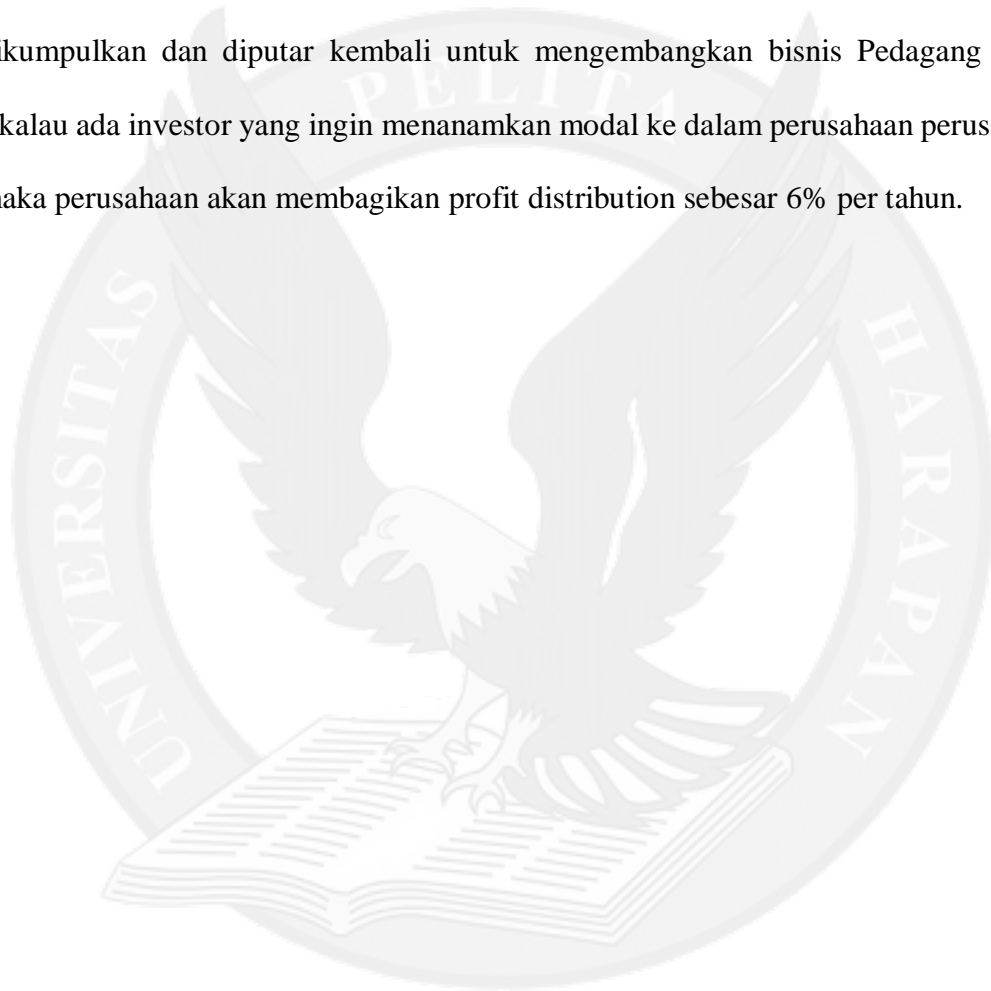 ikumpulkan dan diputar kembali untuk mengembangkan bisnis Pedagang
kalau ada investor yang ingin menanamkan modal ke dalam perusahaan perus
naka perusahaan akan membagikan profit distribution sebesar 6% per tahun.
UNIVERSITAS PELITA HARAPAN